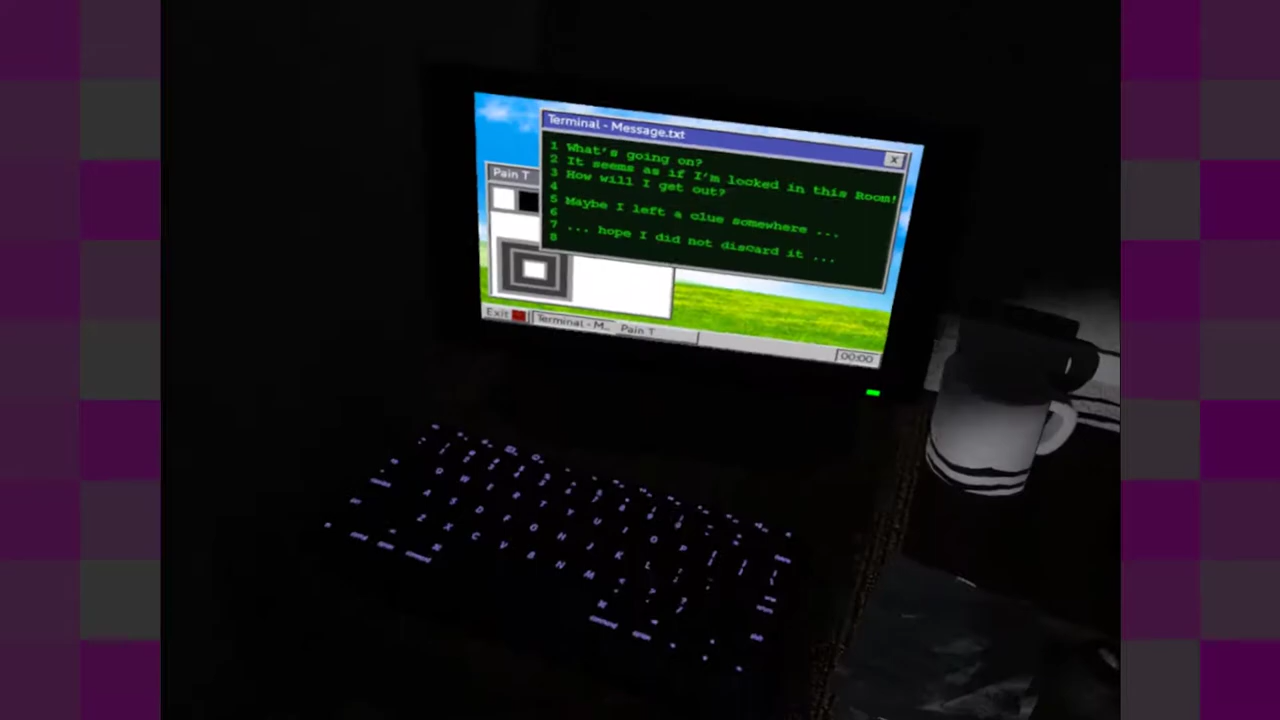 Terminal - Message.txt
1 What's going on?
2 It seems as if I'm locked in this Room!
3 How will I get out?
4
5 Maybe I left a clue somewhere ...
6
7 ... hope I did not discard it ...
8
Pain T
Exit
Terminal - M...
Pain T
00:00
Q W E R T Y U I O P
A S D F G H J K L
Z X C V B N M